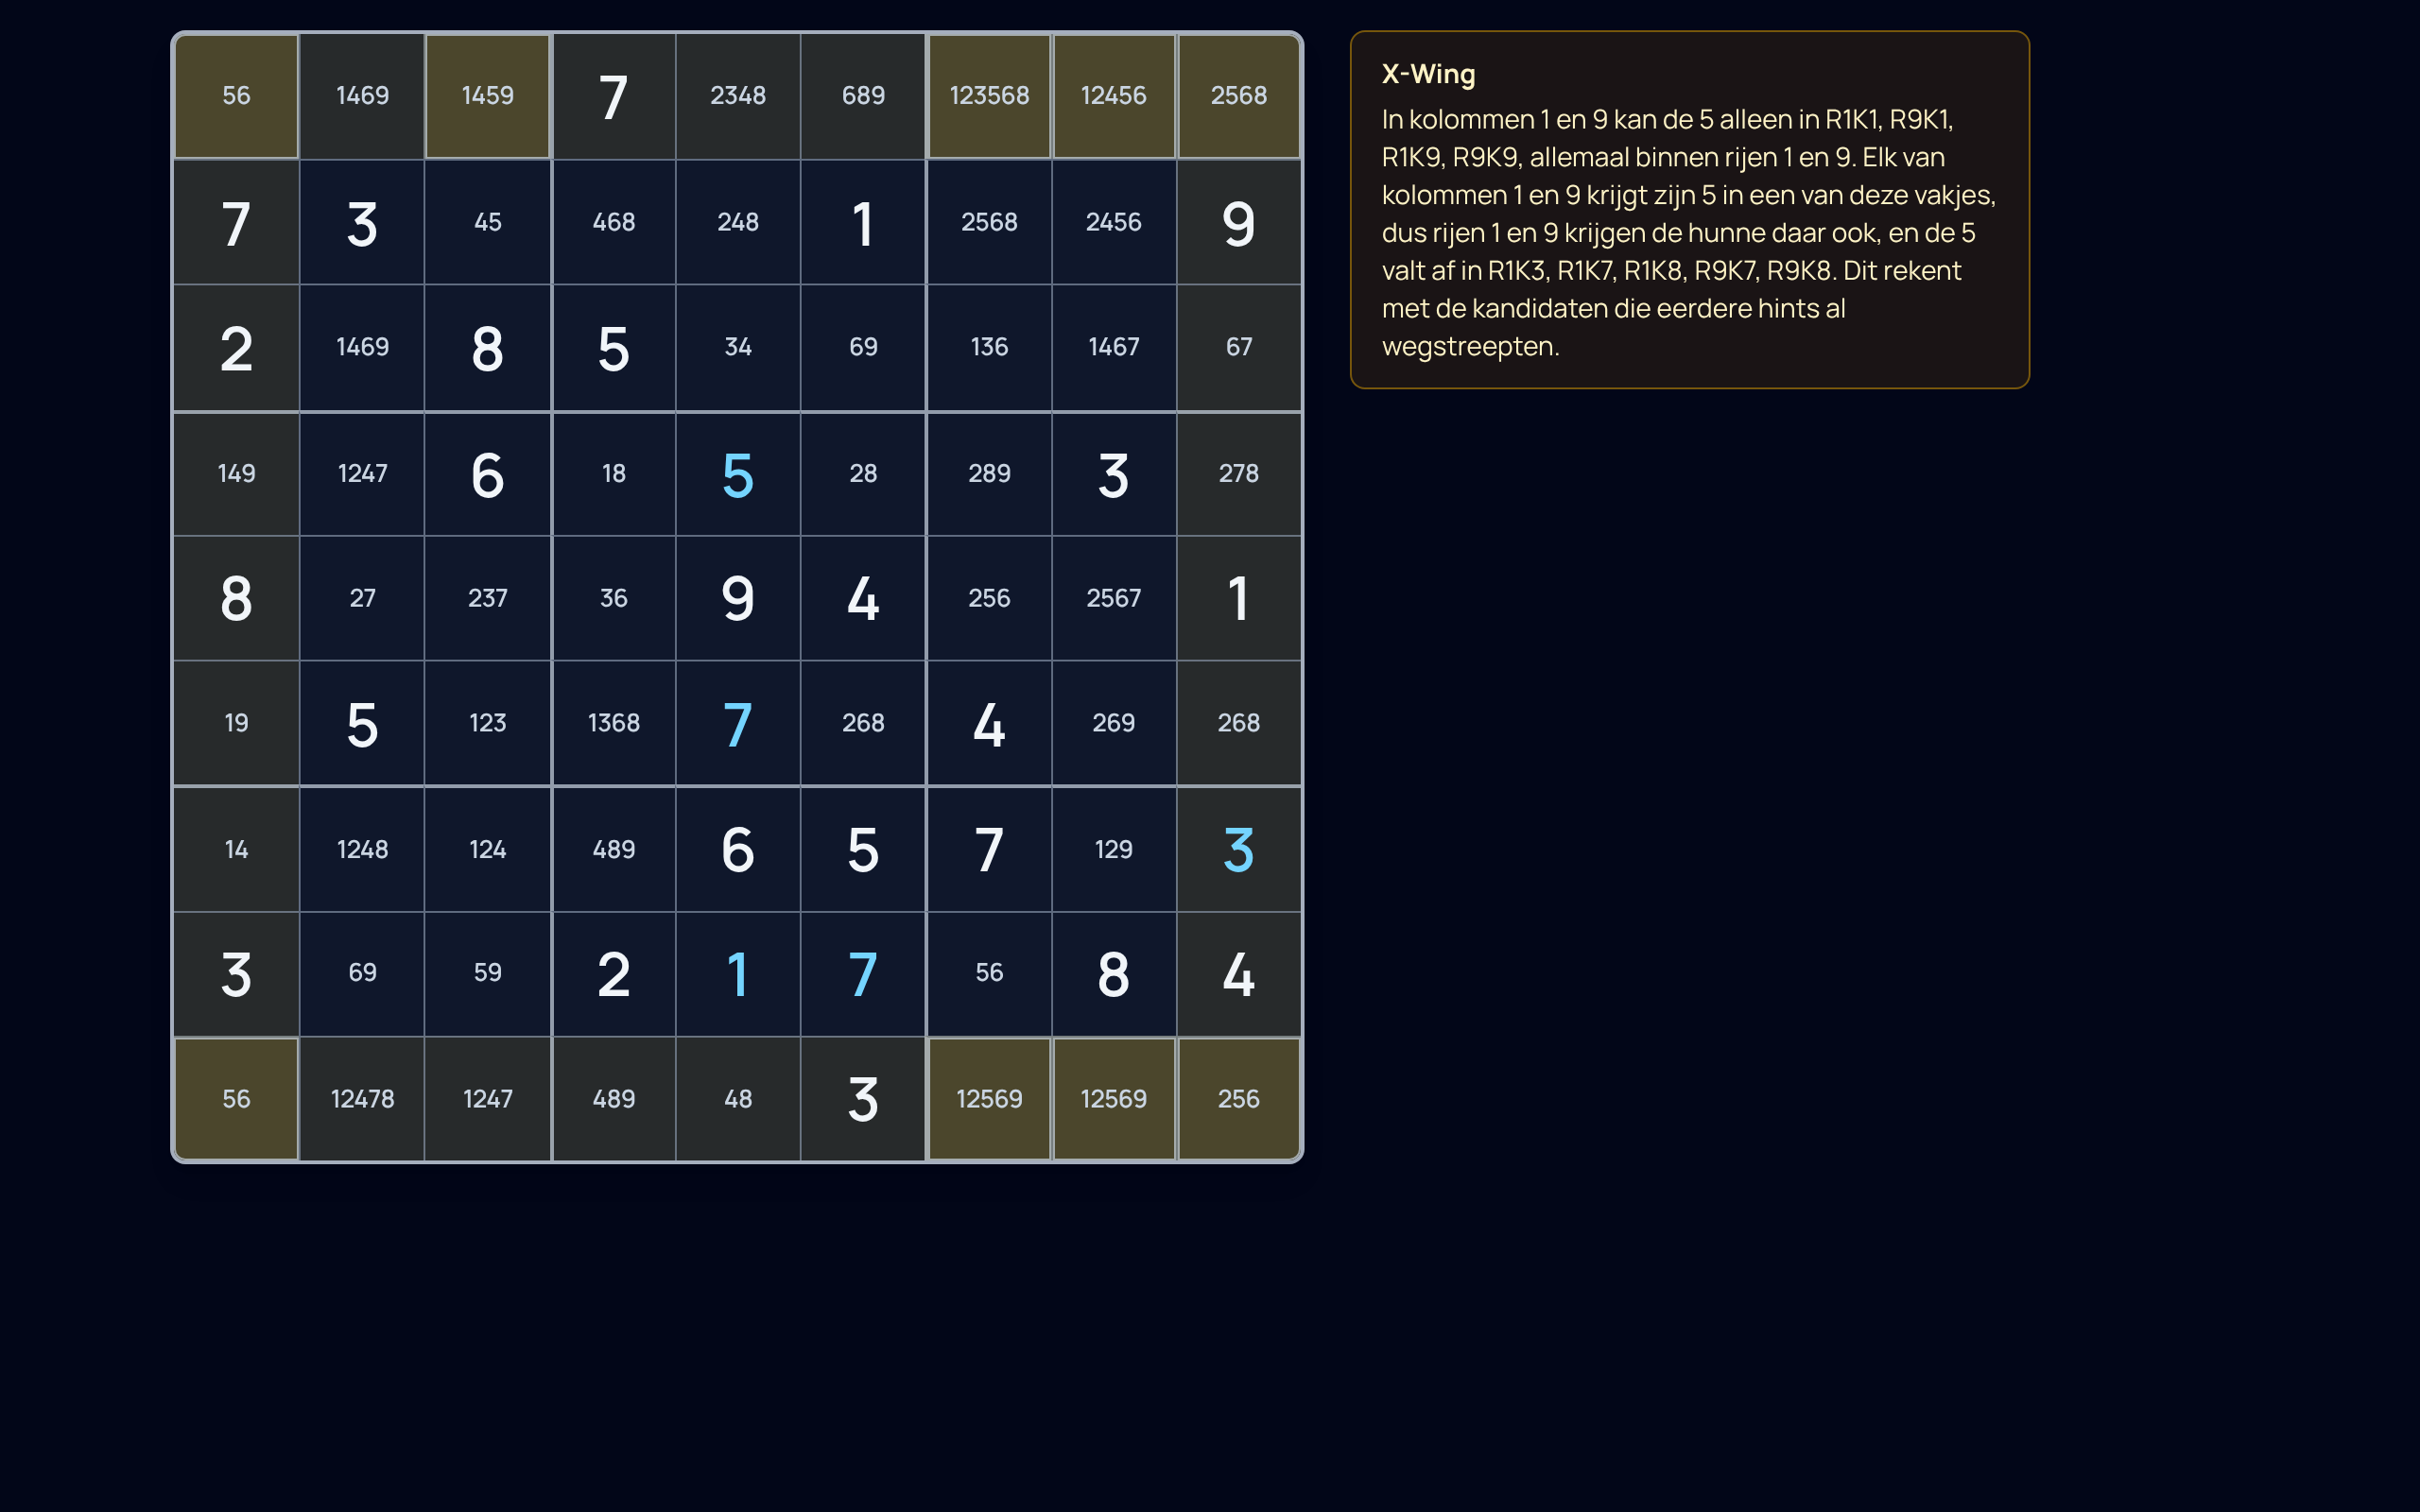 56 1469 1459 7 2348 689 123568 12456 2568
7 3 45 468 248 1 2568 2456 9
2 1469 8 5 34 69 136 1467 67
149 1247 6 18 5 28 289 3 278
8 27 237 36 9 4 256 2567 1
19 5 123 1368 7 268 4 269 268
14 1248 124 489 6 5 7 129 3
3 69 59 2 1 7 56 8 4
56 12478 1247 489 48 3 12569 12569 256
X-Wing
In kolommen 1 en 9 kan de 5 alleen in R1K1, R9K1,
R1K9, R9K9, allemaal binnen rijen 1 en 9. Elk van
kolommen 1 en 9 krijgt zijn 5 in een van deze vakjes,
dus rijen 1 en 9 krijgen de hunne daar ook, en de 5
valt af in R1K3, R1K7, R1K8, R9K7, R9K8. Dit rekent
met de kandidaten die eerdere hints al
wegstreepten.